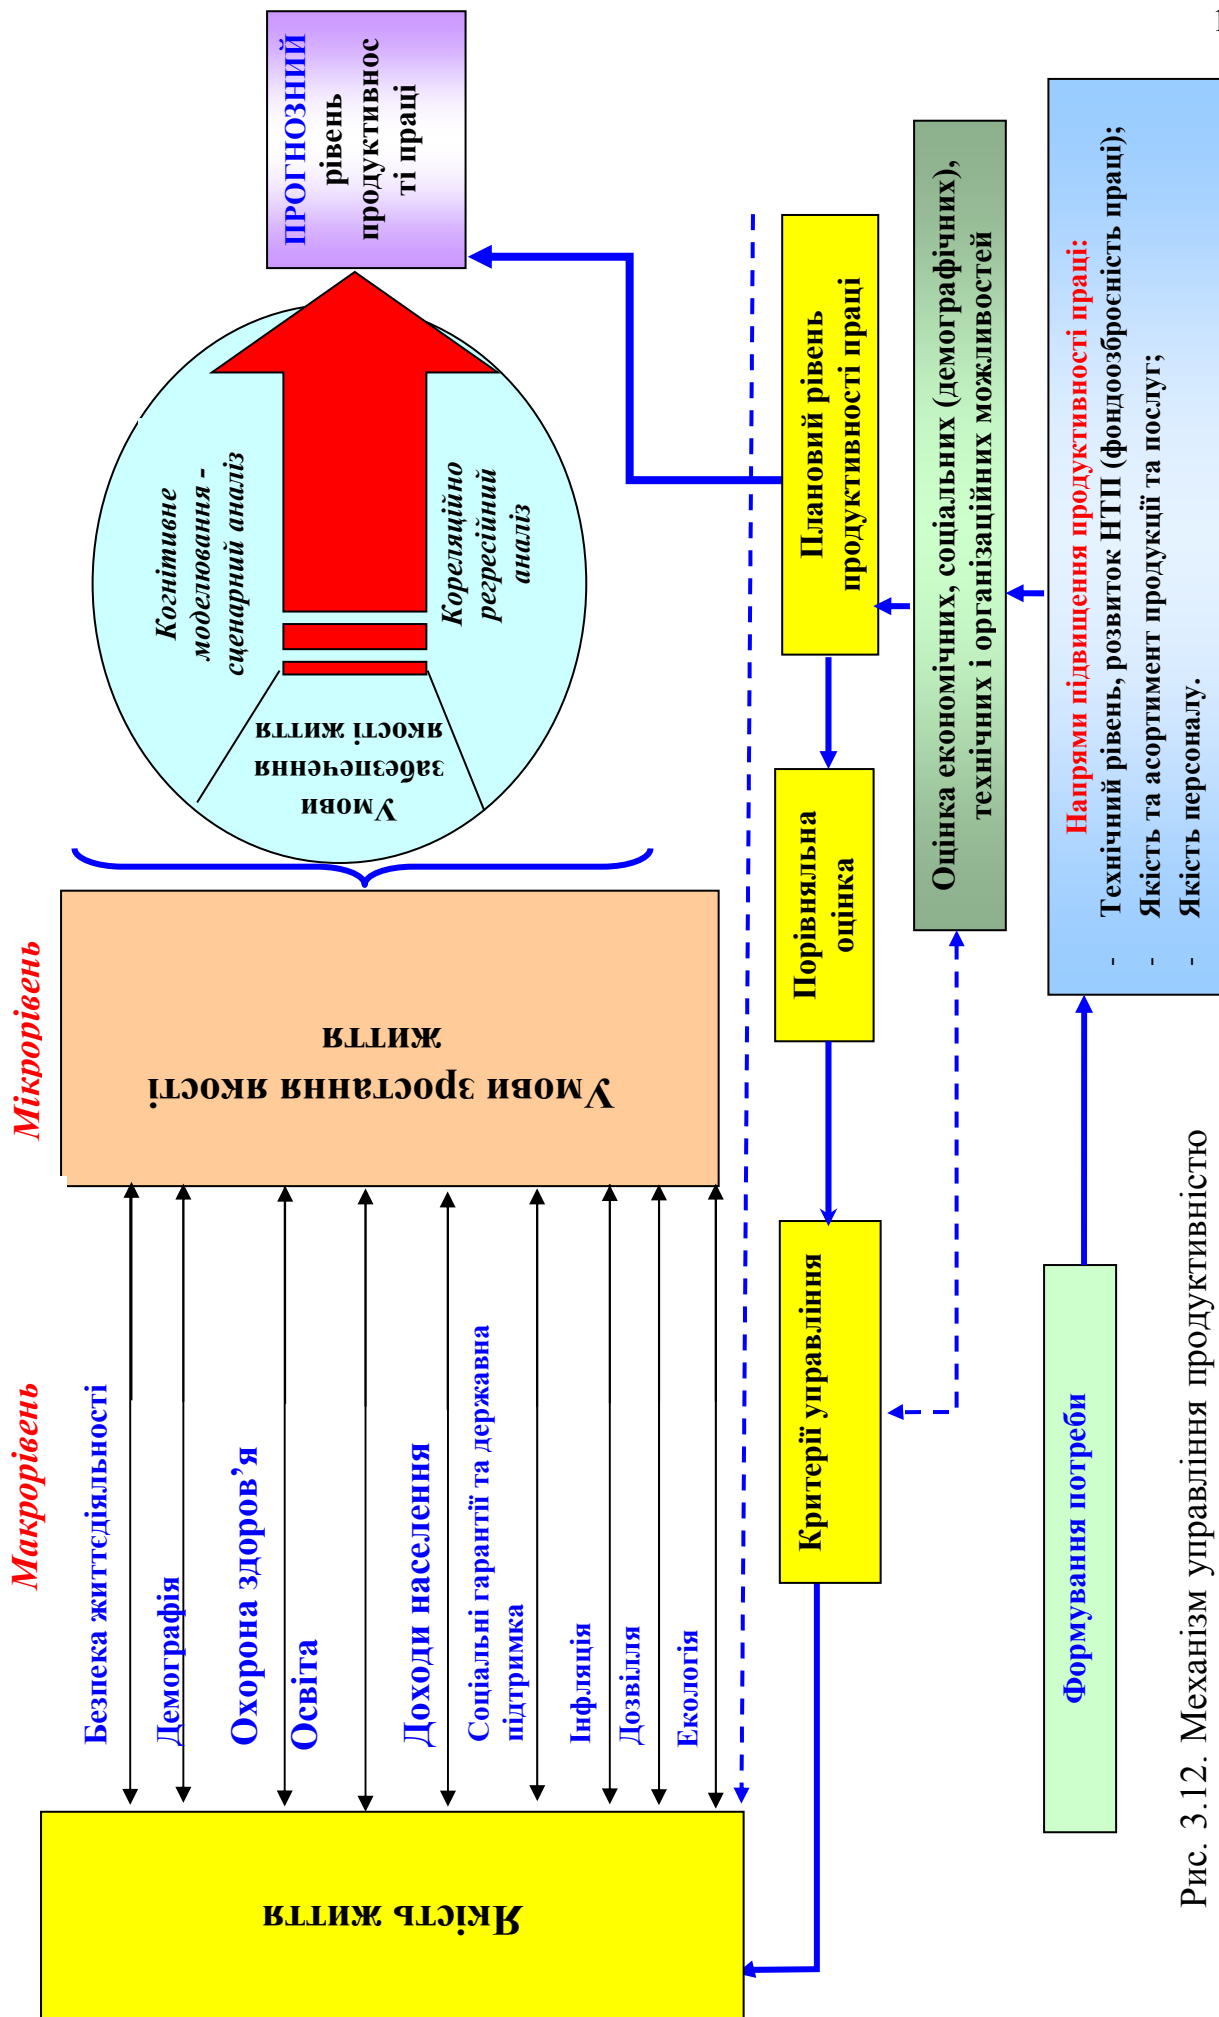 1
Макрорівень
Мікрорівень
Якість життя
Безпека життєдіяльності
Демографія
Охорона здоров’я
Освіта
Доходи населення
Соціальні гарантії та державна
підтримка
Інфляція
Дозвілля
Екологія
Умови зростання якості
життя
Умови
забезпечення
якості життя
Когнітивне
моделювання -
сценарний аналіз
Кореляційно
регресійний
аналіз
ПРОГНОЗНИЙ
рівень
продуктивнос
ті праці
Критерії управління
Порівняльна
оцінка
Плановий рівень
продуктивності праці
Оцінка економічних, соціальних (демографічних),
технічних і організаційних можливостей
Формування потреби
Напрями підвищення продуктивності праці:
- Технічний рівень, розвиток НТП (фондоозброєність праці);
- Якість та асортимент продукції та послуг;
- Якість персоналу.
Рис. 3.12. Механізм управління продуктивністю